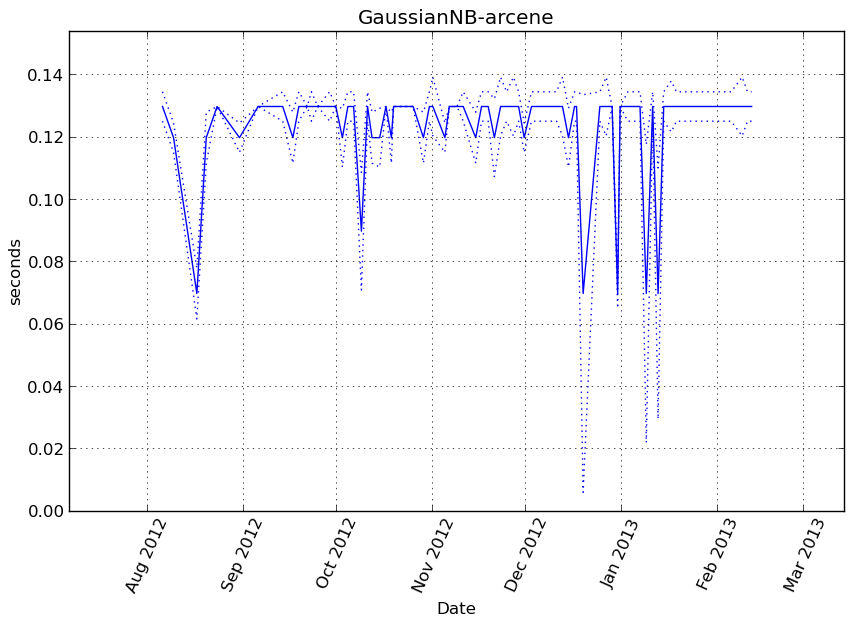 GaussianNB-arcene
0.14
0.12
0.10
0.08
0.06
0.04
0.02
0.00
seconds
Aug 2012
Sep 2012
Oct 2012
Nov 2012
Dec 2012
Jan 2013
Feb 2013
Mar 2013
Date